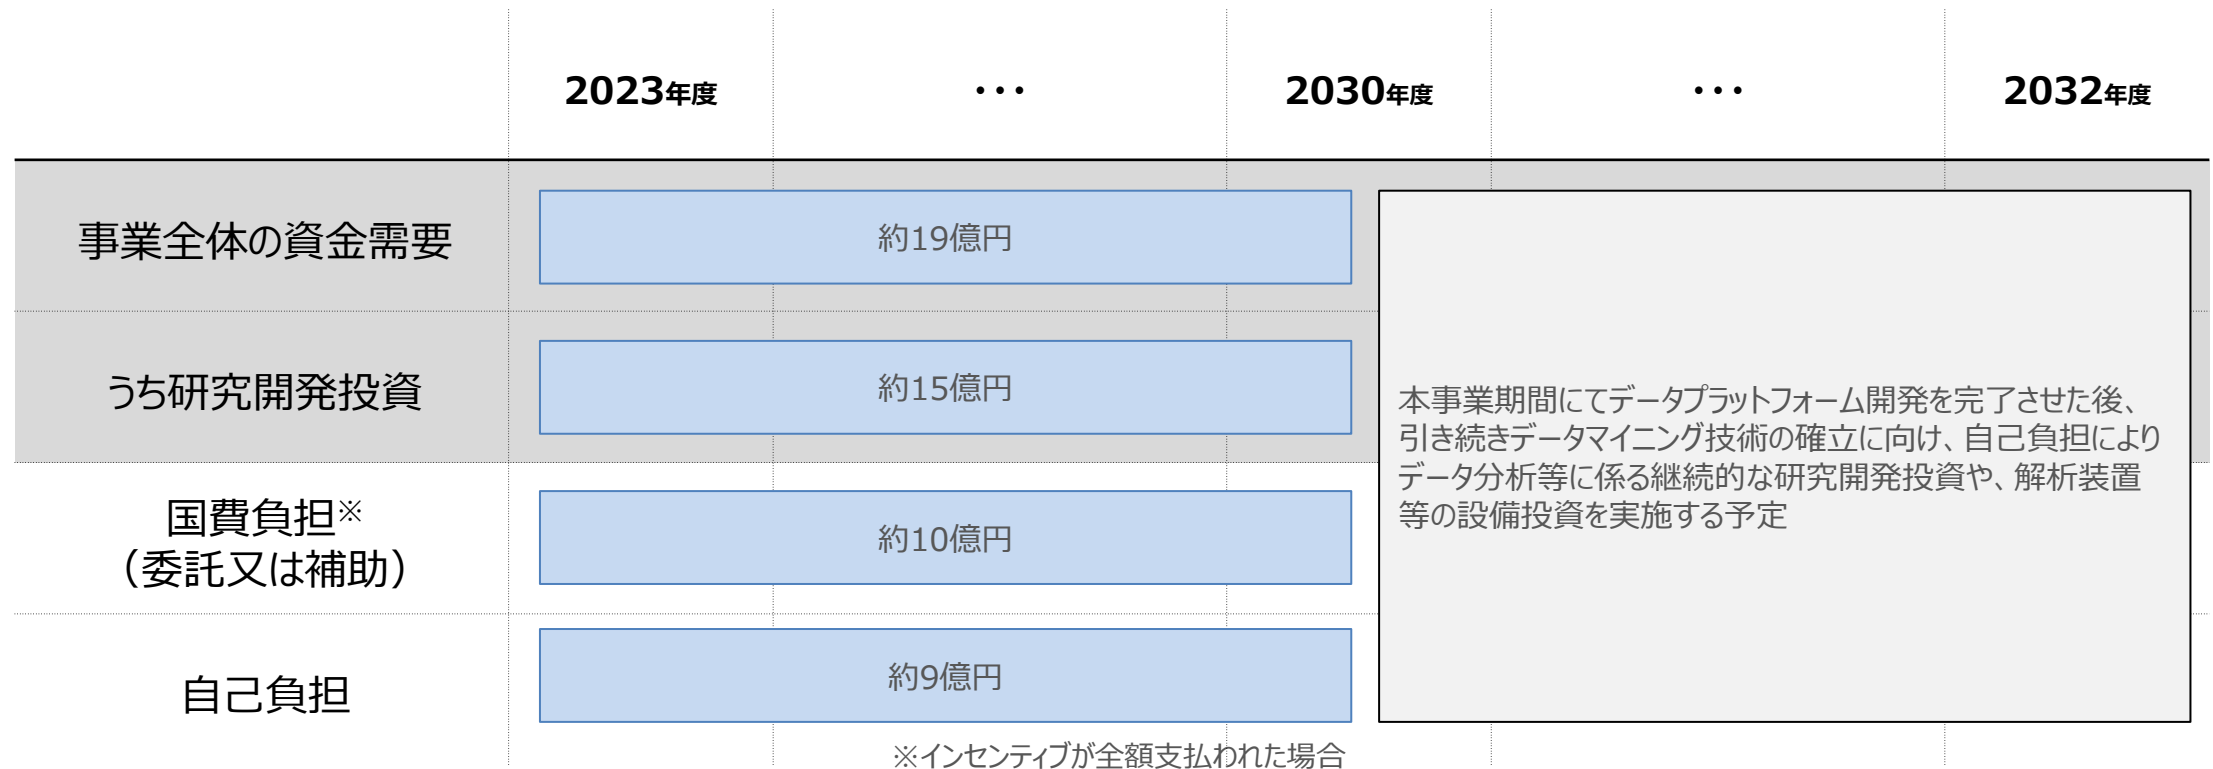 2023年度 ・・・ 2030年度 ・・・ 2032年度
事業全体の資金需要
約19億円
うち研究開発投資
約15億円
国費負担※
（委託又は補助）
約10億円
自己負担
約9億円
本事業期間にてデータプラットフォーム開発を完了させた後、
引き続きデータマイニング技術の確立に向け、自己負担により
データ分析等に係る継続的な研究開発投資や、解析装置
等の設備投資を実施する予定
※インセンティブが全額支払われた場合